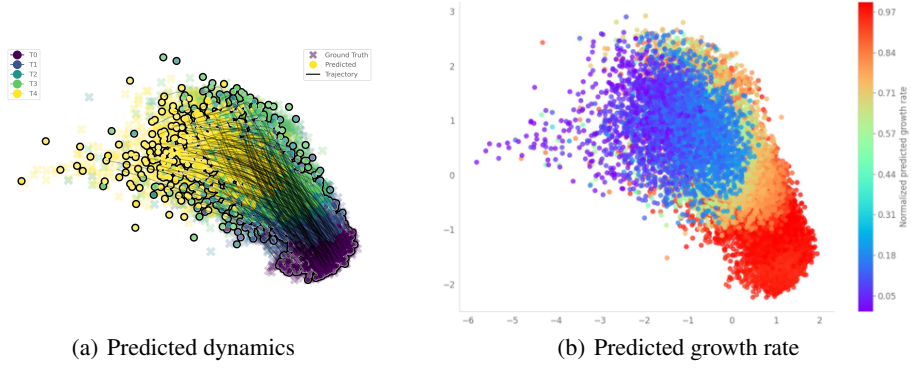 T0
T1
T2
T3
T4
Ground Truth
Predicted
Trajectory
3
2
1
0
−1
−2
−6
−5
−4
−3
−2
−1
0
1
2
0.97
0.84
0.71
0.57
0.44
0.31
0.18
0.05
Normalized predicted growth rate
(a) Predicted dynamics
(b) Predicted growth rate